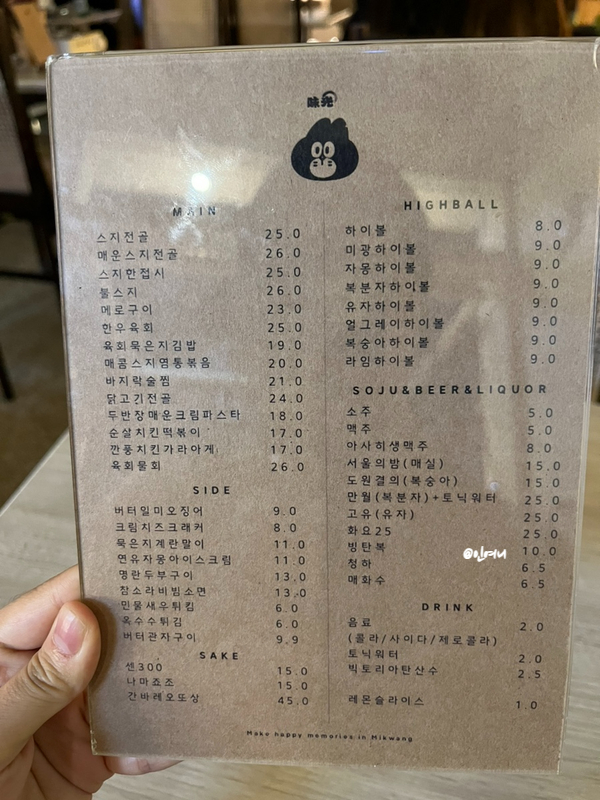 味光
MAIN
스지전골 25.0
매운스지전골 26.0
스지한접시 25.0
불스지 26.0
메로구이 23.0
한우육회 25.0
육회묵은지김밥 19.0
매콤스지염통볶음 20.0
바지락술찜 21.0
닭고기전골 24.0
두반장매운크림파스타 18.0
순살치킨떡볶이 17.0
깐풍치킨가라아게 17.0
육회물회 26.0
SIDE
버터일미오징어 9.0
크림치즈크래커 8.0
묵은지계란말이 11.0
연유자몽아이스크림 11.0
명란두부구이 13.0
참소라비빔소면 13.0
민물새우튀킴 6.0
옥수수튀김 6.0
버터관자구이 9.9
SAKE
센300 15.0
나마죠조 15.0
간바레오또상 45.0
HIGHBALL
하이볼 8.0
미광하이볼 9.0
자몽하이볼 9.0
복분자하이볼 9.0
유자하이볼 9.0
얼그레이하이볼 9.0
복숭아하이볼 9.0
라임하이볼 9.0
SOJU&BEER&LIQUOR
소주 5.0
맥주 5.0
아사히생맥주 8.0
서울의밤(매실) 15.0
도원결의(복숭아) 15.0
만월(복분자)+토닉워터 25.0
고유(유자) 25.0
화요25 25.0
빙탄복 10.0
청하 6.5
매화수 6.5
DRINK
음료 2.0
(콜라/사이다/제로콜라)
토닉워터 2.0
빅토리아탄산수 2.5
레몬슬라이스 1.0
Make happy memories in Mikwang
@인여니